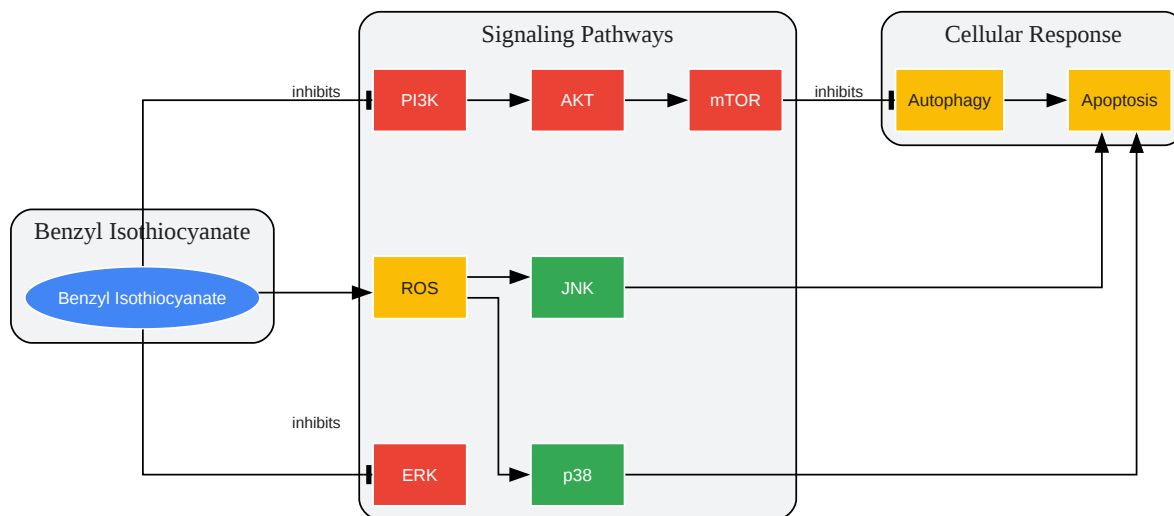 Signaling Pathways
Cellular Response
inhibits
PI3K
AKT
mTOR
inhibits
Autophagy
Apoptosis
Benzyl Isothiocyanate
Benzyl Isothiocyanate
ROS
JNK
inhibits
ERK
p38